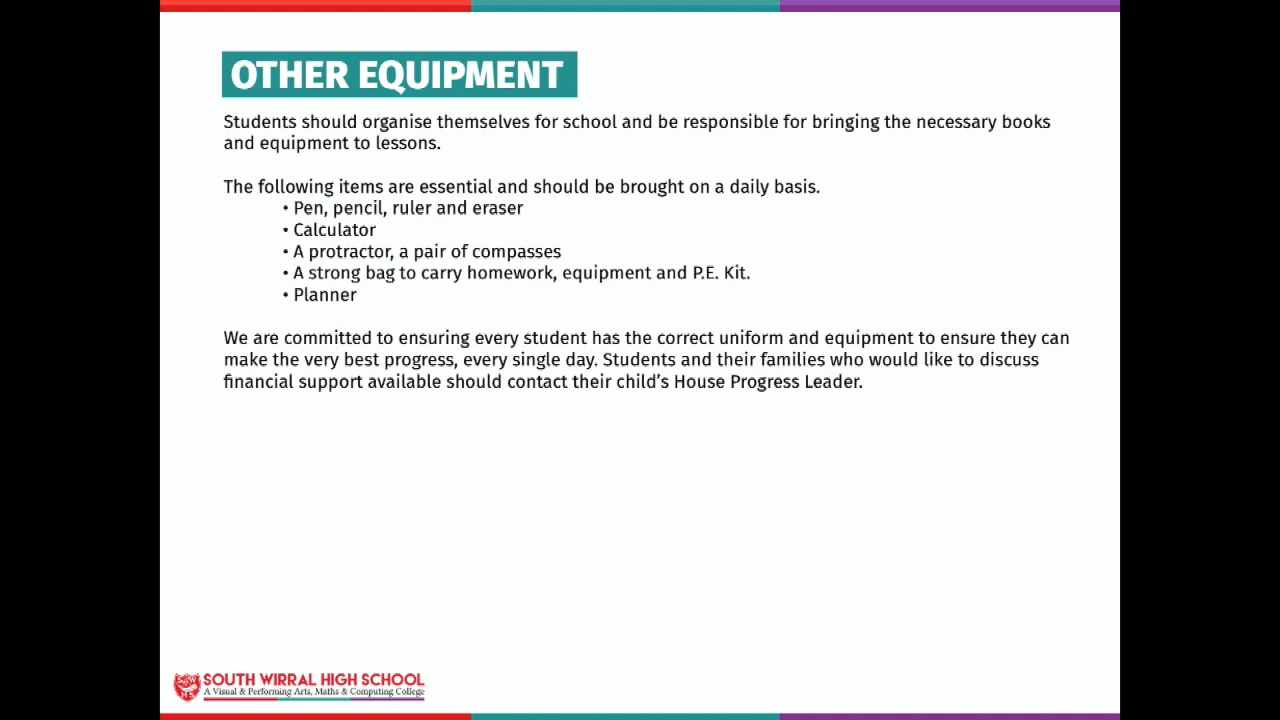 OTHER EQUIPMENT
Students should organise themselves for school and be responsible for bringing the necessary books
and equipment to lessons.
The following items are essential and should be brought on a daily basis.
• Pen, pencil, ruler and eraser
• Calculator
• A protractor, a pair of compasses
• A strong bag to carry homework, equipment and P.E. Kit.
• Planner
We are committed to ensuring every student has the correct uniform and equipment to ensure they can
make the very best progress, every single day. Students and their families who would like to discuss
financial support available should contact their child's House Progress Leader.
SOUTH WIRRAL HIGH SCHOOL
A Visual & Performing Arts, Maths & Computing College